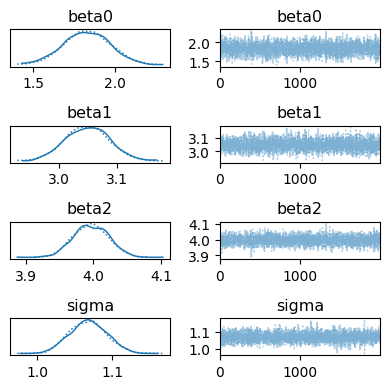 beta0 beta0
2.0
1.5
1.5 2.0 0 1000
beta1 beta1
3.1
3.0
3.0 3.1 0 1000
beta2 beta2
4.1
4.0
3.9
3.9 4.0 4.1 0 1000
sigma sigma
1.1
1.0
1.0 1.1 0 1000